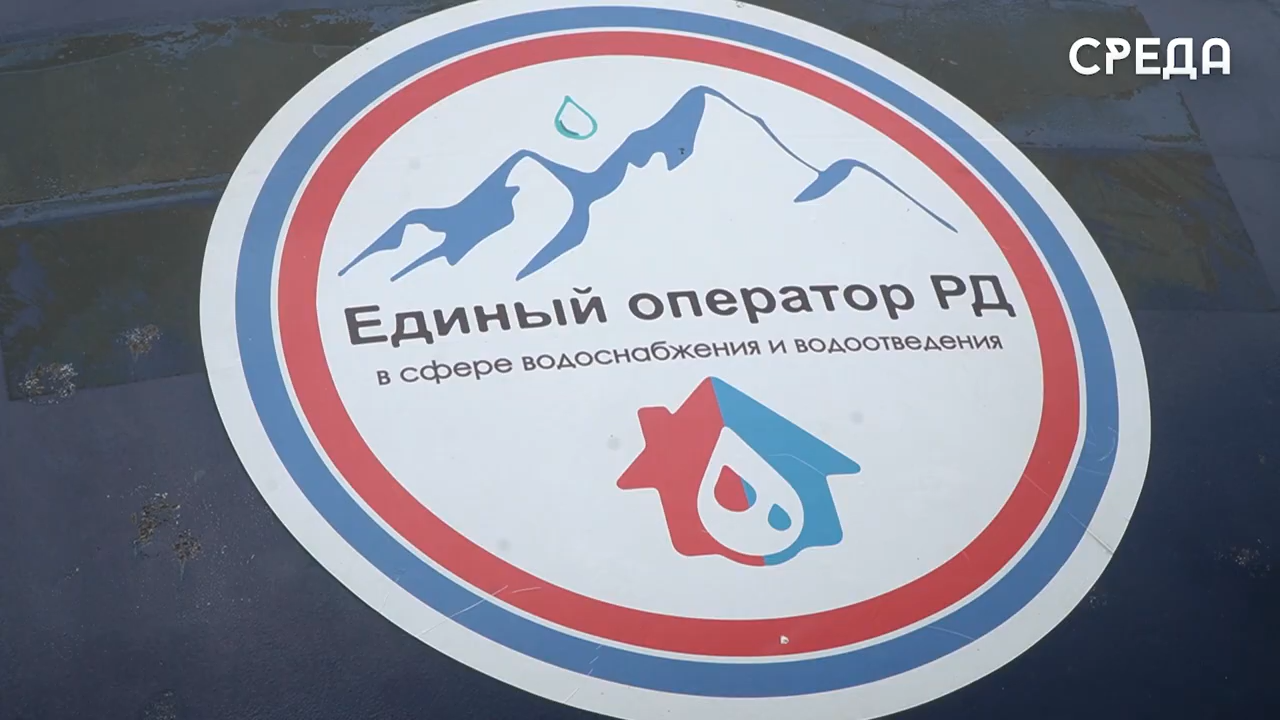 СРЕДА
Единый оператор РД
в сфере водоснабжения и водоотведения